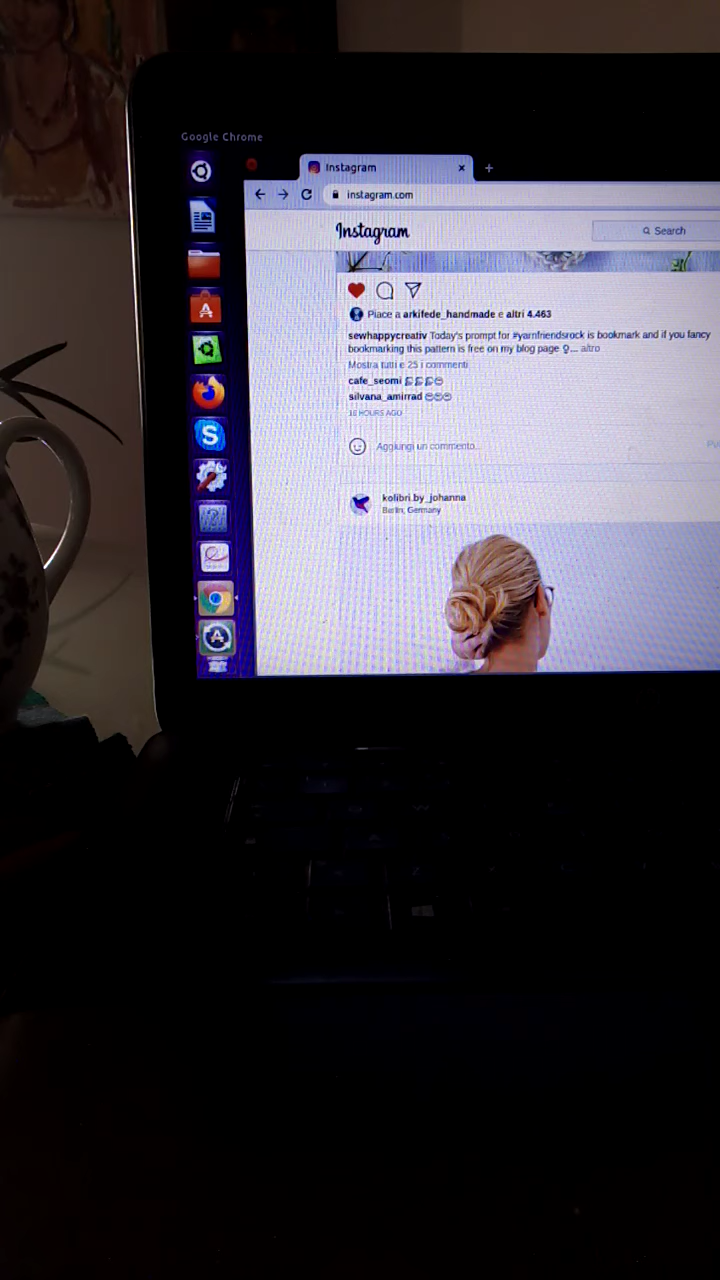 Google Chrome
Instagram
instagram.com
Instagram
Search
Piace a arkifede_handmade e altri 4.463
sewhappycreativ Today's prompt for #yarnfriendsrock is bookmark and if you fancy
bookmarking this pattern is free on my blog page ... altro
Mostra tutti e 25 i commenti
cafe_seomi
silvana_amirrad
HOURS AGO
Aggiungi un commento...
kolibri.by_johanna
Berlin, Germany